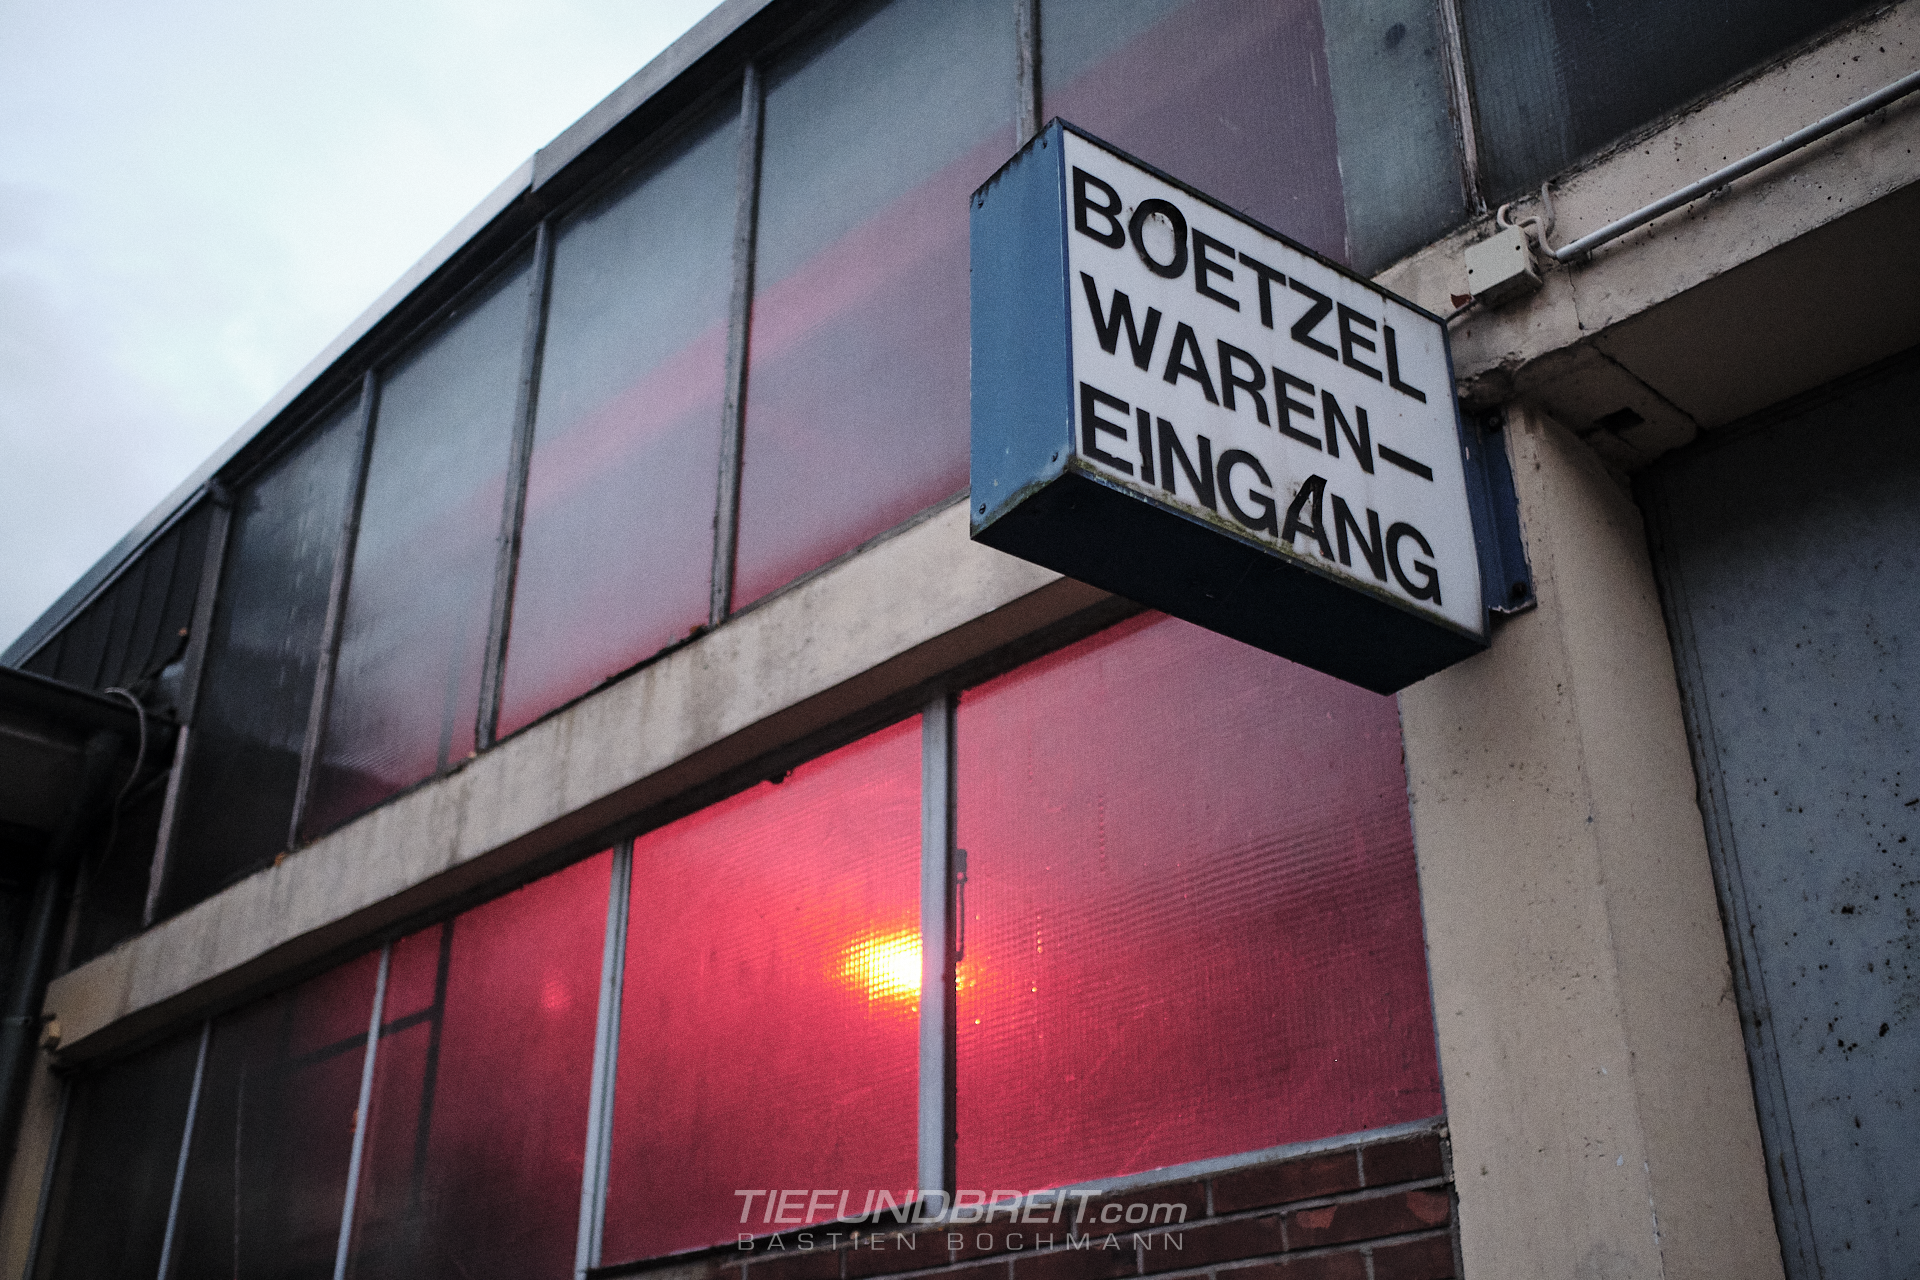 BOETZEL
WAREN-
EINGANG
TIEFUNDBREIT.com
BASTIEN BOCHMANN